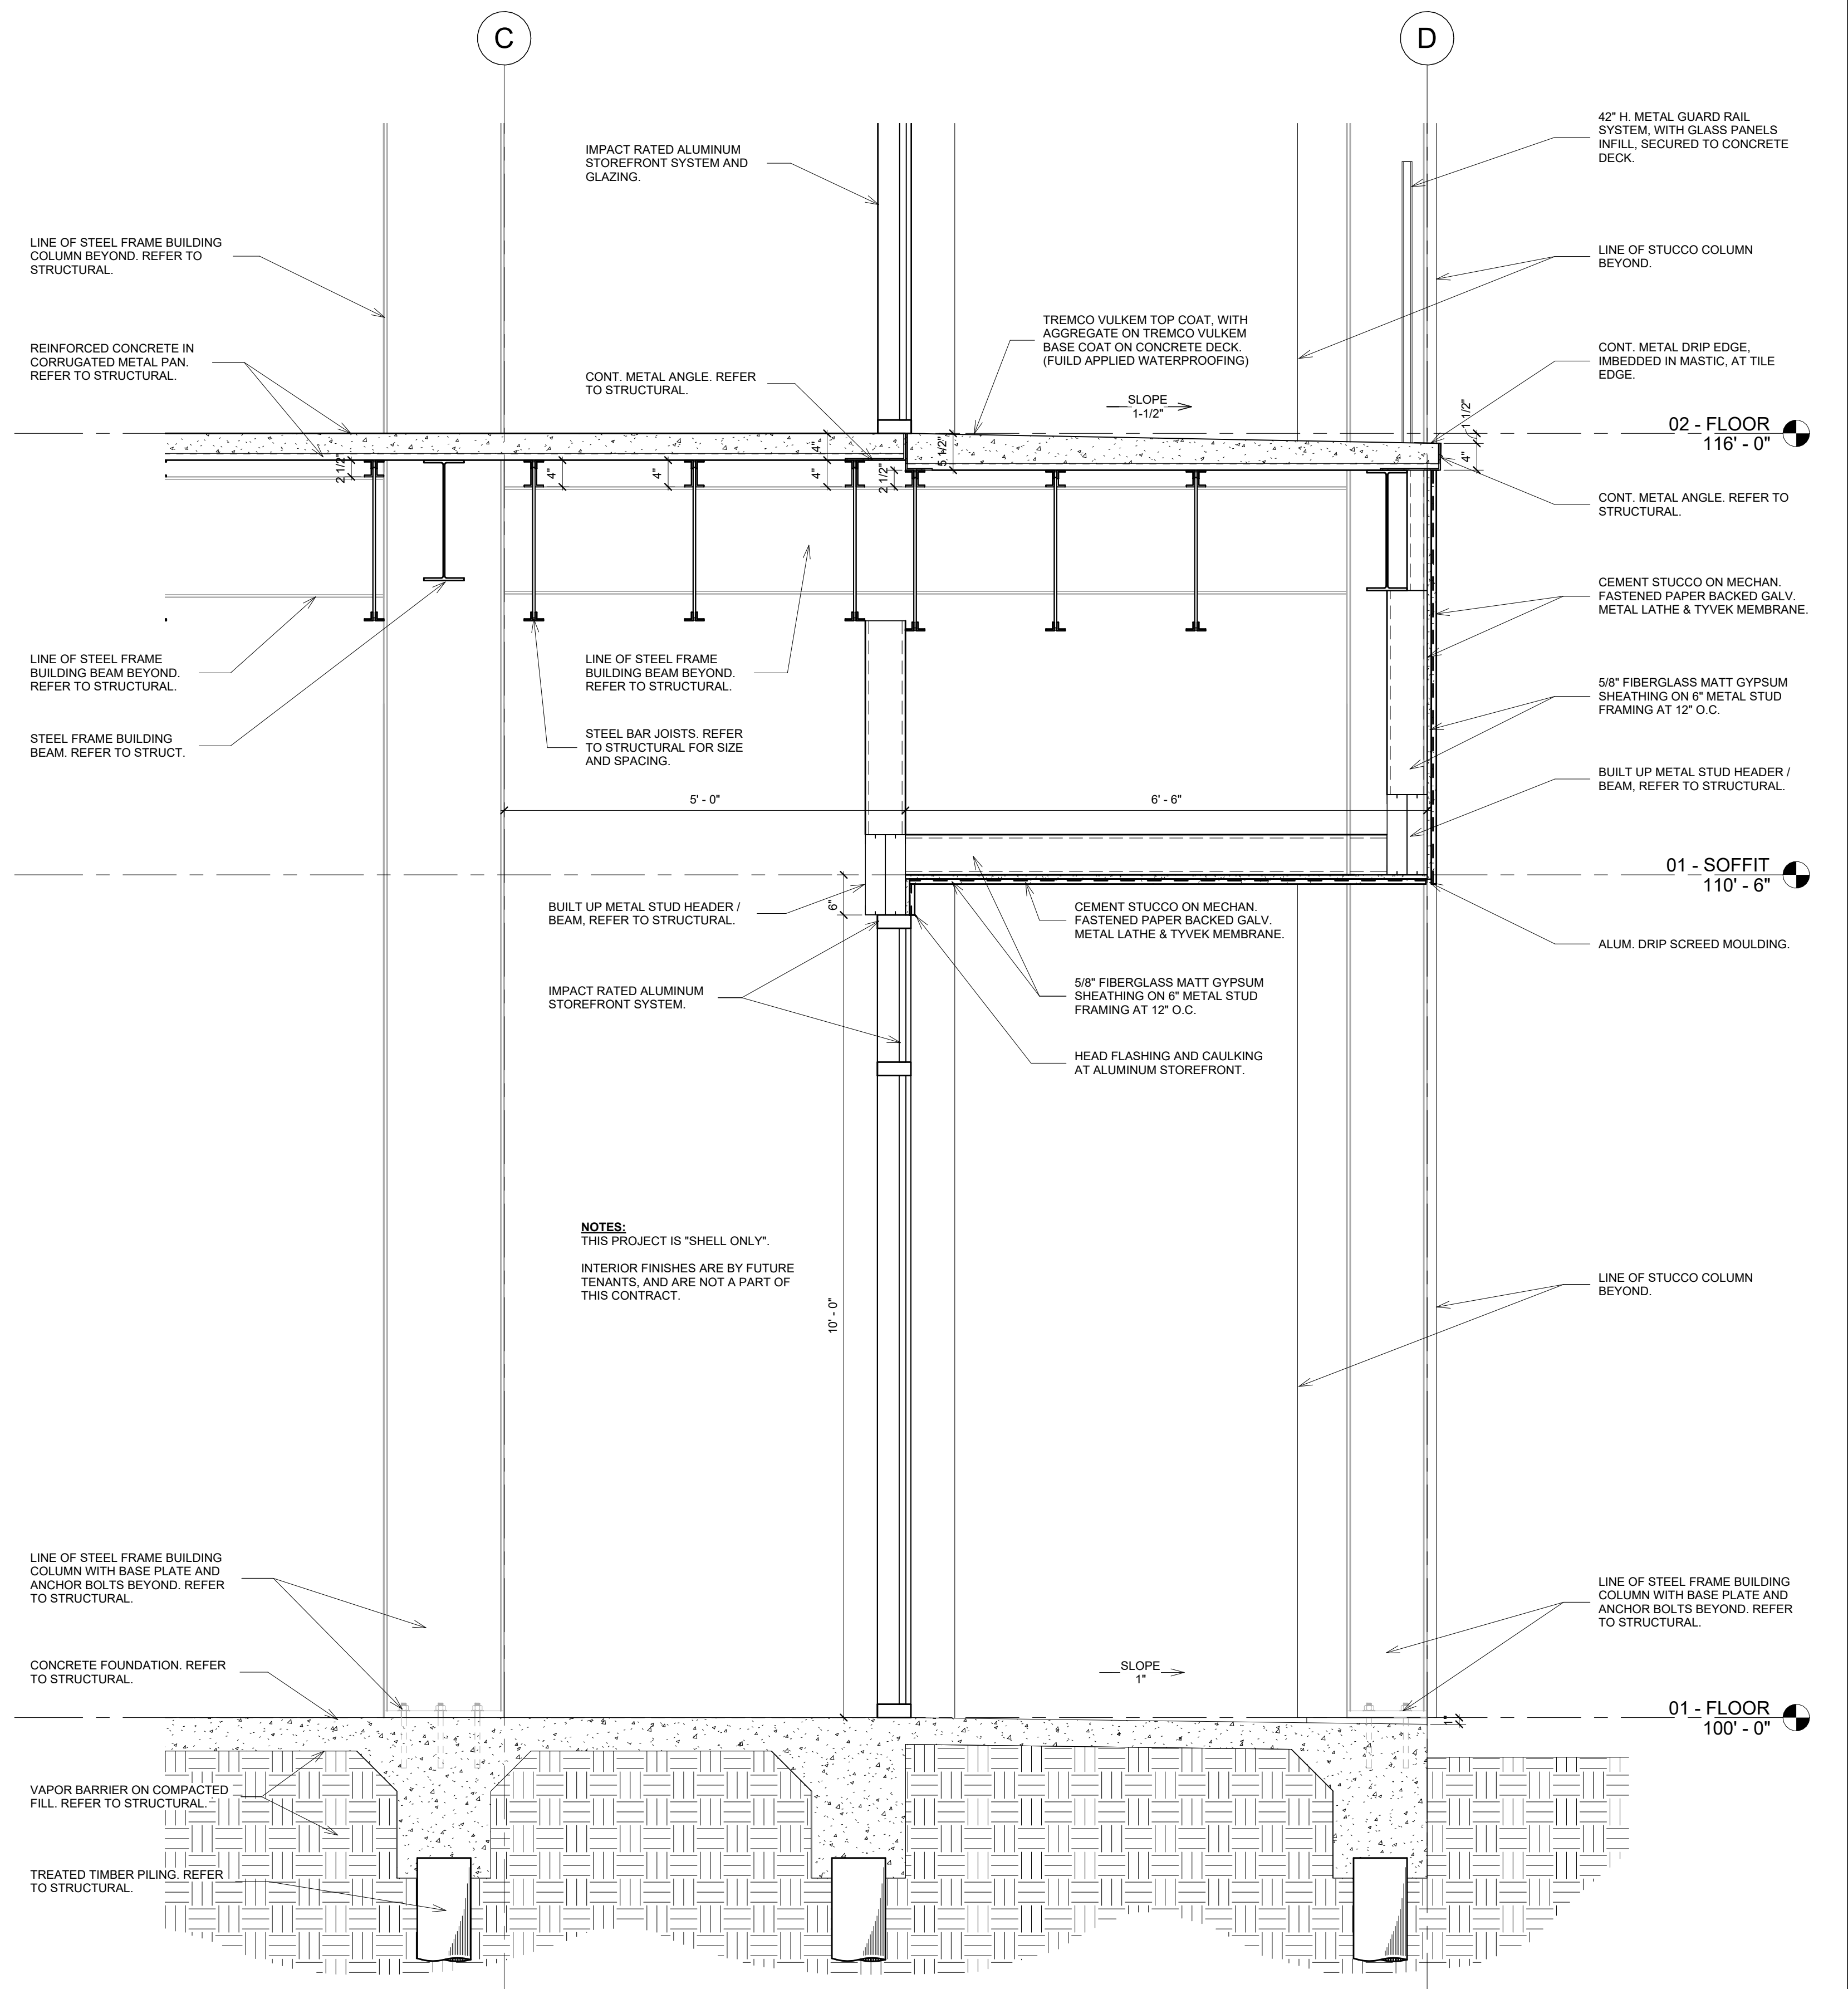 C
D
42" H. METAL GUARD RAIL
SYSTEM, WITH GLASS PANELS
INFILL, SECURED TO CONCRETE
DECK.
IMPACT RATED ALUMINUM
STOREFRONT SYSTEM AND
GLAZING.
LINE OF STEEL FRAME BUILDING
COLUMN BEYOND. REFER TO
STRUCTURAL.
LINE OF STUCCO COLUMN
BEYOND.
TREMCO VULKEM TOP COAT, WITH
AGGREGATE ON TREMCO VULKEM
BASE COAT ON CONCRETE DECK.
(FUILD APPLIED WATERPROOFING)
REINFORCED CONCRETE IN
CORRUGATED METAL PAN.
REFER TO STRUCTURAL.
CONT. METAL ANGLE. REFER
TO STRUCTURAL.
CONT. METAL DRIP EDGE,
IMBEDDED IN MASTIC, AT TILE
EDGE.
SLOPE
1-1/2"
1 1/2"
02 - FLOOR
116' - 0"
4"
5 1/2"
4"
2 1/2"
4"
4"
4"
2 1/2"
CONT. METAL ANGLE. REFER TO
STRUCTURAL.
CEMENT STUCCO ON MECHAN.
FASTENED PAPER BACKED GALV.
METAL LATHE & TYVEK MEMBRANE.
LINE OF STEEL FRAME
BUILDING BEAM BEYOND.
REFER TO STRUCTURAL.
LINE OF STEEL FRAME
BUILDING BEAM BEYOND.
REFER TO STRUCTURAL.
5/8" FIBERGLASS MATT GYPSUM
SHEATHING ON 6" METAL STUD
FRAMING AT 12" O.C.
STEEL FRAME BUILDING
BEAM. REFER TO STRUCT.
STEEL BAR JOISTS. REFER
TO STRUCTURAL FOR SIZE
AND SPACING.
BUILT UP METAL STUD HEADER /
BEAM, REFER TO STRUCTURAL.
5' - 0"
6' - 6"
01 - SOFFIT
110' - 6"
6"
BUILT UP METAL STUD HEADER /
BEAM, REFER TO STRUCTURAL.
CEMENT STUCCO ON MECHAN.
FASTENED PAPER BACKED GALV.
METAL LATHE & TYVEK MEMBRANE.
ALUM. DRIP SCREED MOULDING.
IMPACT RATED ALUMINUM
STOREFRONT SYSTEM.
5/8" FIBERGLASS MATT GYPSUM
SHEATHING ON 6" METAL STUD
FRAMING AT 12" O.C.
HEAD FLASHING AND CAULKING
AT ALUMINUM STOREFRONT.
NOTES:
THIS PROJECT IS "SHELL ONLY".
INTERIOR FINISHES ARE BY FUTURE
TENANTS, AND ARE NOT A PART OF
THIS CONTRACT.
10' - 0"
LINE OF STUCCO COLUMN
BEYOND.
LINE OF STEEL FRAME BUILDING
COLUMN WITH BASE PLATE AND
ANCHOR BOLTS BEYOND. REFER
TO STRUCTURAL.
LINE OF STEEL FRAME BUILDING
COLUMN WITH BASE PLATE AND
ANCHOR BOLTS BEYOND. REFER
TO STRUCTURAL.
CONCRETE FOUNDATION. REFER
TO STRUCTURAL.
SLOPE
1"
1"
01 - FLOOR
100' - 0"
VAPOR BARRIER ON COMPACTED
FILL. REFER TO STRUCTURAL.
TREATED TIMBER PILING. REFER
TO STRUCTURAL.